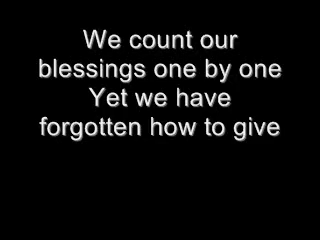 We count our
blessings one by one
Yet we have
forgotten how to give